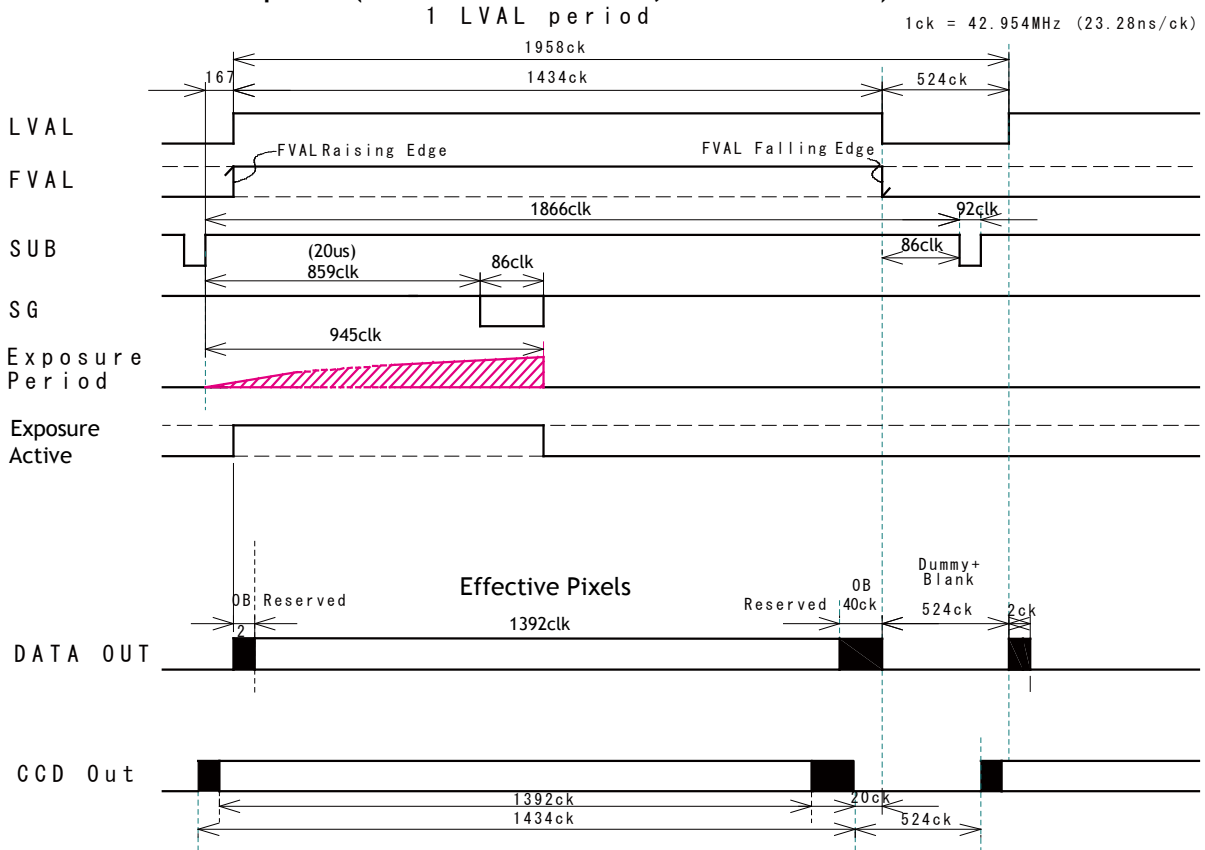 1 LVAL period
1ck = 42.954MHz (23.28ns/ck)
1958ck
167
1434ck
524ck
LVAL
FVAL Raising Edge
FVAL Falling Edge
FVAL
1866clk
92clk
SUB
(20us)
859clk
86clk
86clk
SG
945clk
Exposure
Period
Exposure
Active
Dummy+
Blank
Effective Pixels
OB
OB Reserved
Reserved 40ck
524ck
2ck
1392clk
2
DATA OUT
CCD Out
1392ck
20ck
1434ck
524ck